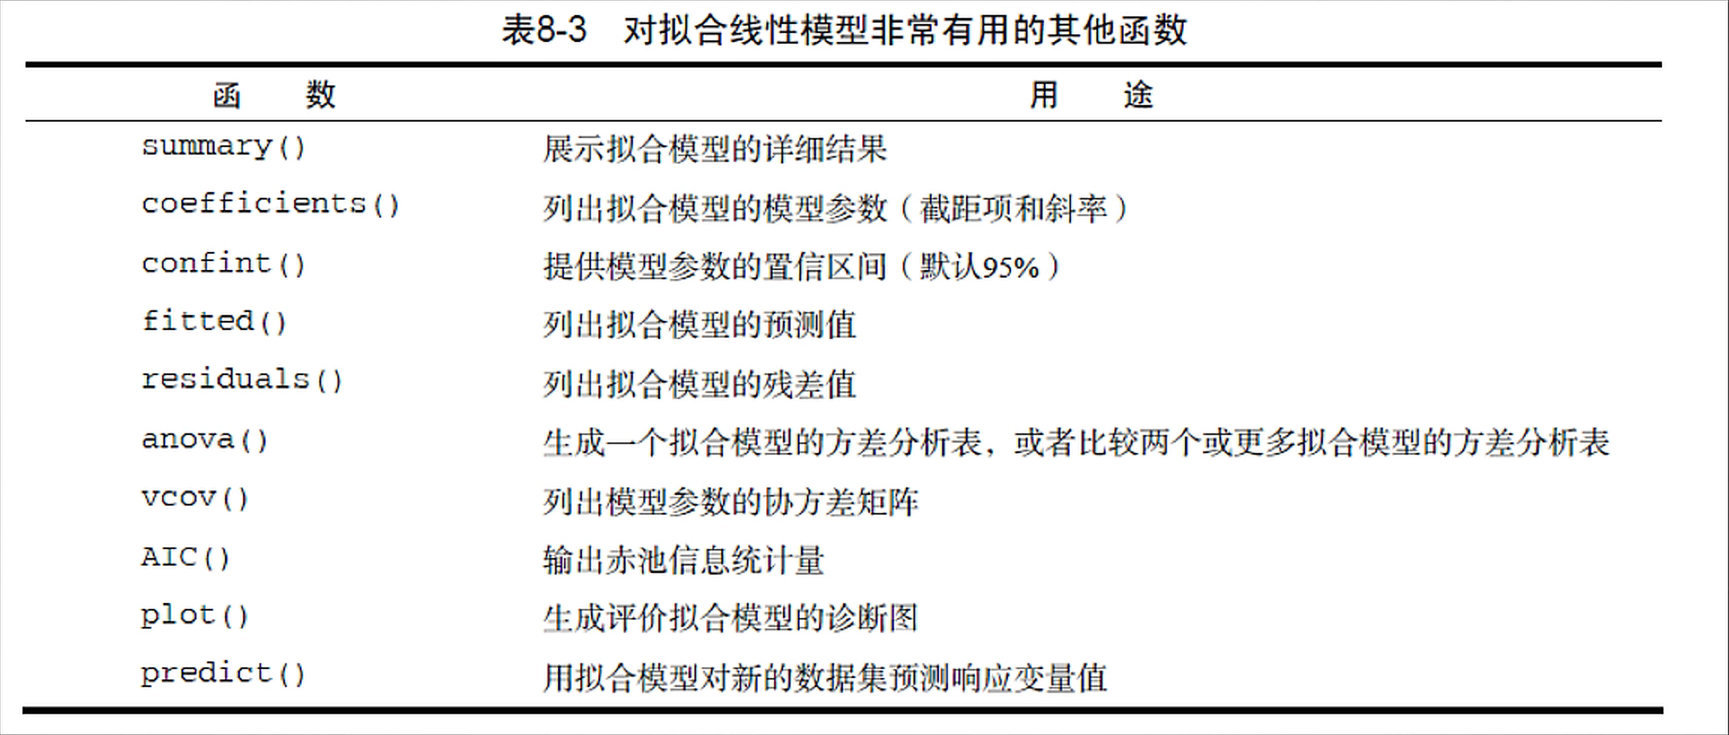 表8-3 对拟合线性模型非常有用的其他函数
函 数 用 途
summary() 展示拟合模型的详细结果
coefficients() 列出拟合模型的模型参数（截距项和斜率）
confint() 提供模型参数的置信区间（默认95%）
fitted() 列出拟合模型的预测值
residuals() 列出拟合模型的残差值
anova() 生成一个拟合模型的方差分析表，或者比较两个或更多拟合模型的方差分析表
vcov() 列出模型参数的协方差矩阵
AIC() 输出赤池信息统计量
plot() 生成评价拟合模型的诊断图
predict() 用拟合模型对新的数据集预测响应变量值